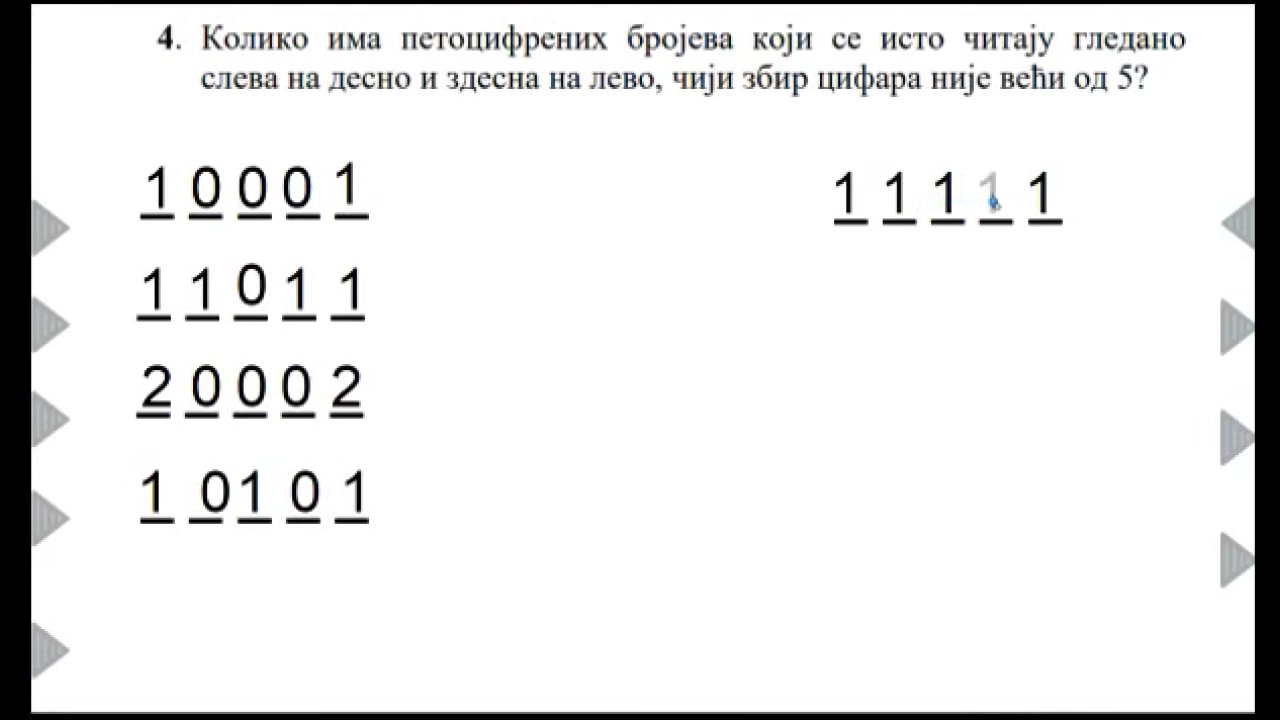 4. Колико има петоцифрених бројева који се исто читају гледано
слева на десно и здесна на лево, чији збир цифара није већи од 5?
1 0 0 0 1
1 1 0 1 1
2 0 0 0 2
1 0 1 0 1
1 1 1 1 1